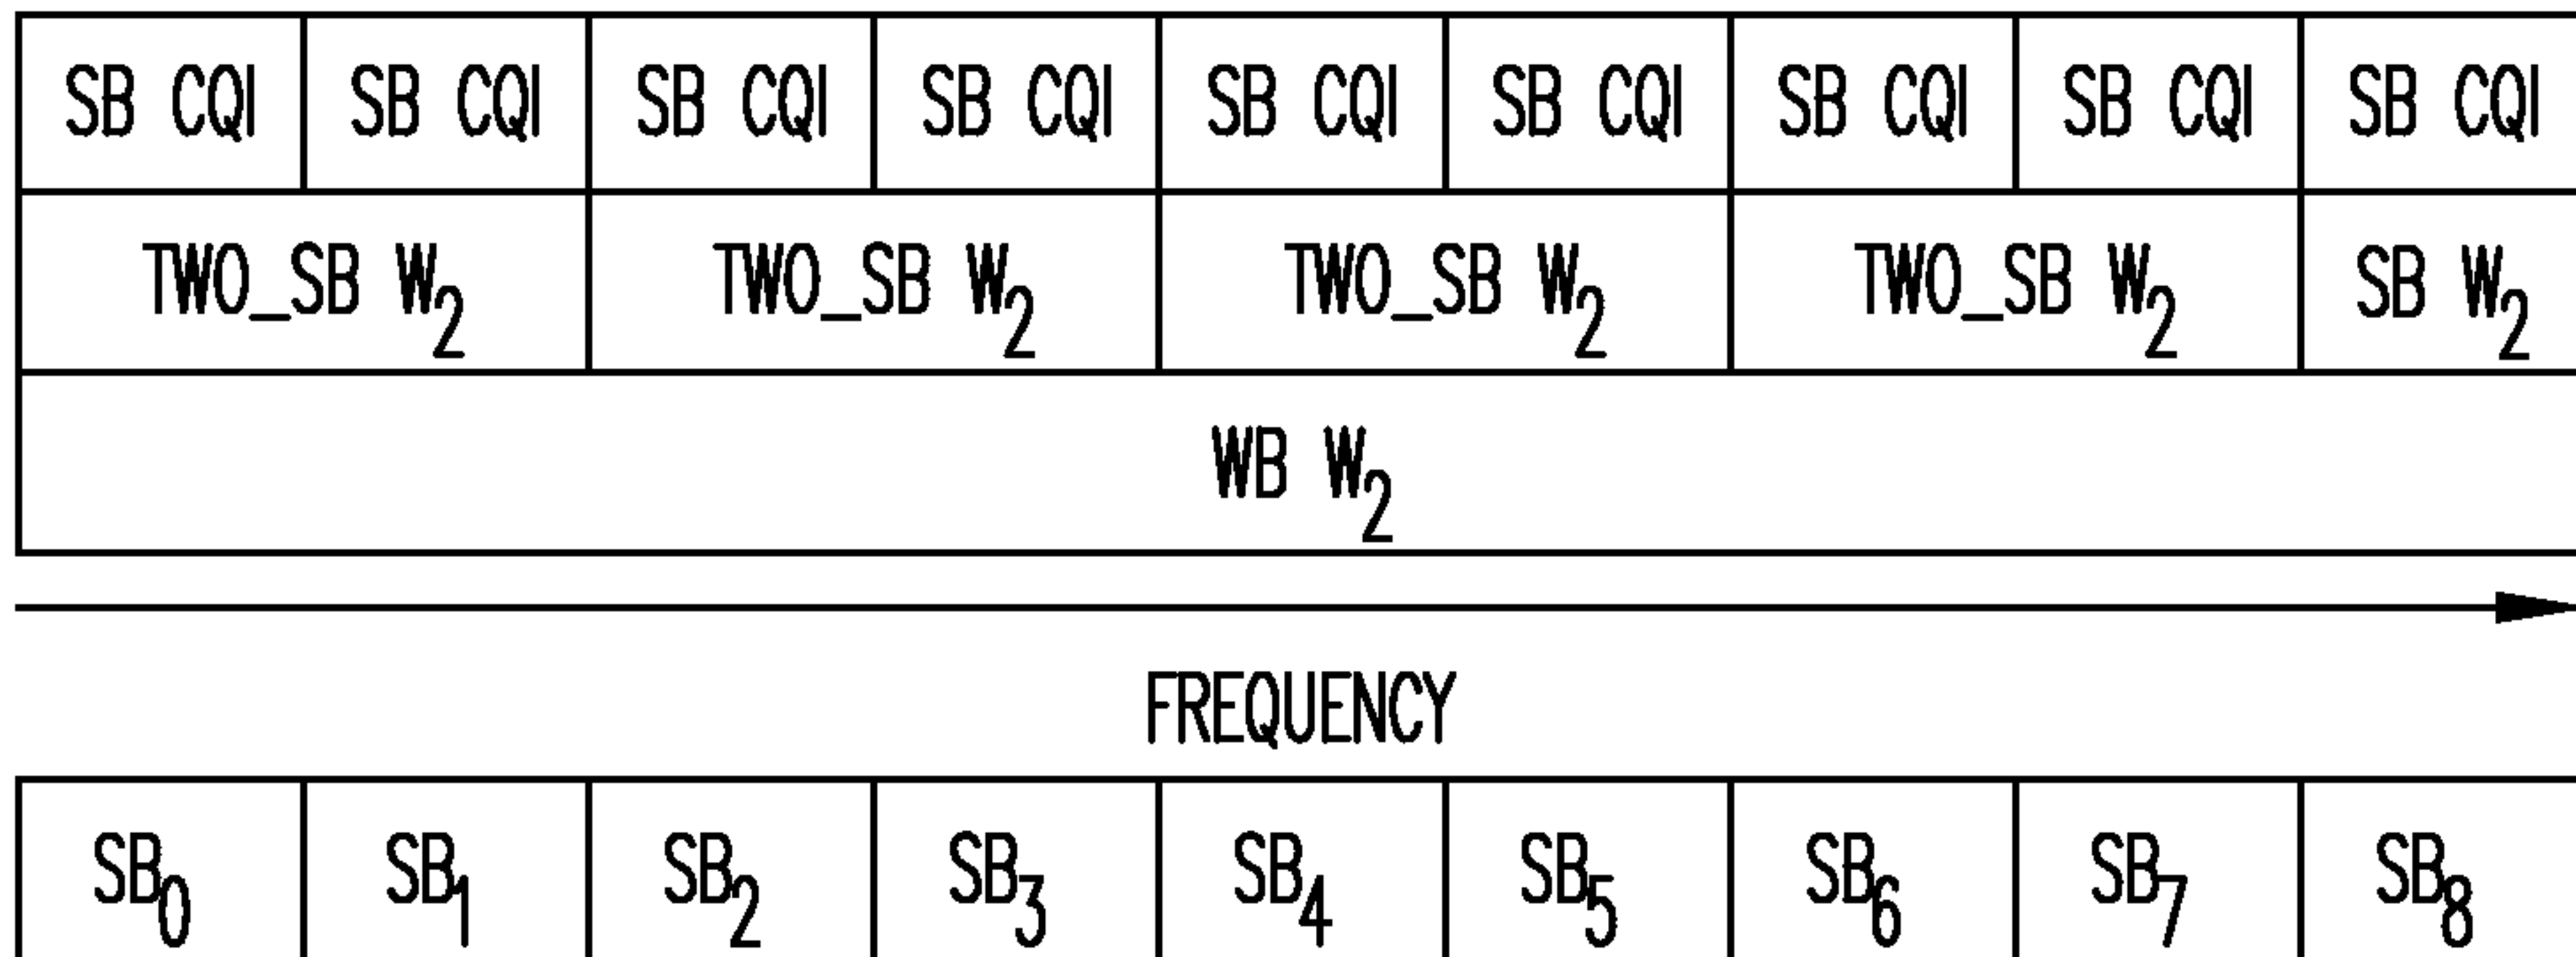 SB CQI SB CQI SB CQI SB CQI SB CQI SB CQI SB CQI SB CQI SB CQI
TWO_SB W₂ TWO_SB W₂ TWO_SB W₂ TWO_SB W₂ SB W₂
WB W₂
FREQUENCY
SB₀ SB₁ SB₂ SB₃ SB₄ SB₅ SB₆ SB₇ SB₈